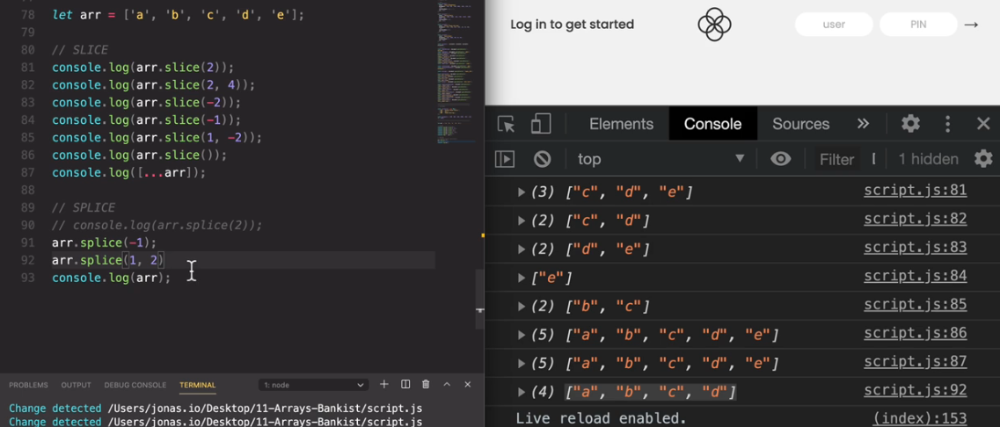 78 let arr = ['a', 'b', 'c', 'd', 'e'];
79
80 // SLICE
81 console.log(arr.slice(2));
82 console.log(arr.slice(2, 4));
83 console.log(arr.slice(-2));
84 console.log(arr.slice(-1));
85 console.log(arr.slice(1, -2));
86 console.log(arr.slice());
87 console.log([...arr]);
88
89 // SPLICE
90 // console.log(arr.splice(2));
91 arr.splice(-1);
92 arr.splice(1, 2)
93 console.log(arr);
PROBLEMS OUTPUT DEBUG CONSOLE TERMINAL 1: node
Change detected /Users/jonas.io/Desktop/11-Arrays-Bankist/script.js
Change detected /Users/jonas.io/Desktop/11-Arrays-Bankist/script.js
Log in to get started user PIN →
Elements Console Sources »
top Filter 1 hidden
(3) ["c", "d", "e"] script.js:81
(2) ["c", "d"] script.js:82
(2) ["d", "e"] script.js:83
["e"] script.js:84
(2) ["b", "c"] script.js:85
(5) ["a", "b", "c", "d", "e"] script.js:86
(5) ["a", "b", "c", "d", "e"] script.js:87
(4) ["a", "b", "c", "d"] script.js:92
Live reload enabled. (index):153